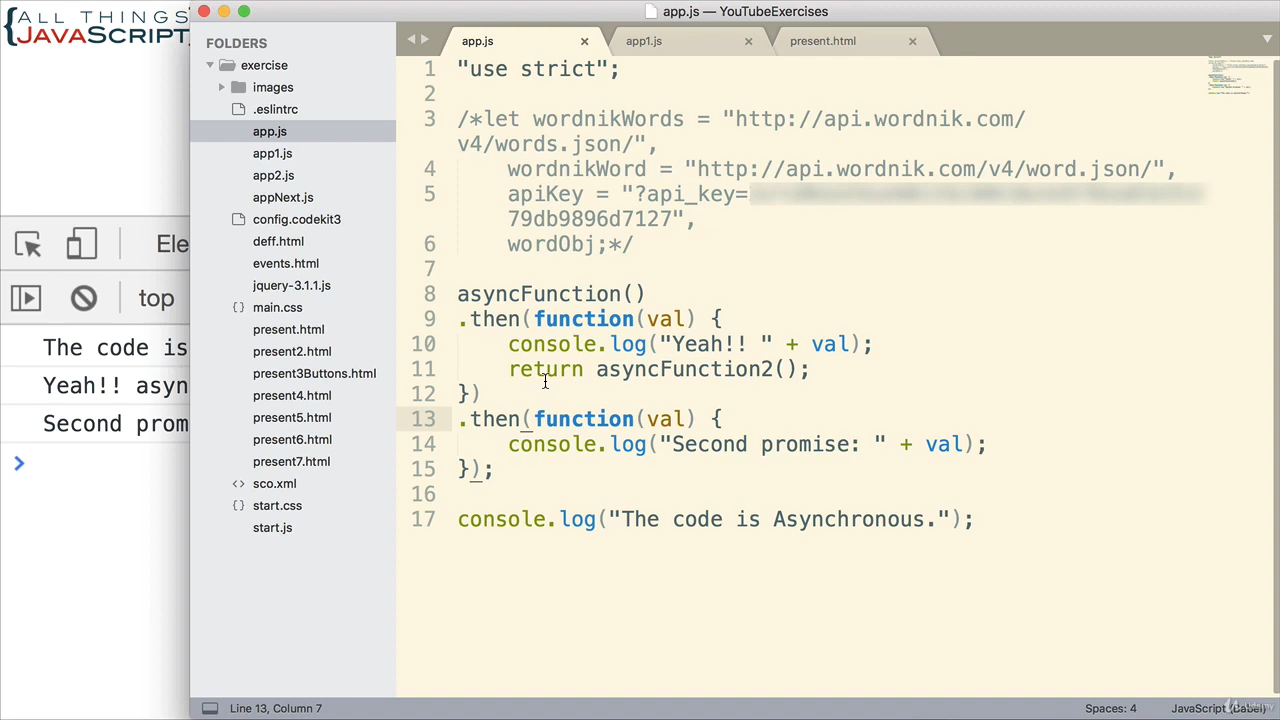 {ALL THINGS
JAVASCRIPT
app.js — YouTubeExercises
FOLDERS
exercise
images
.eslintrc
app.js
app1.js
app2.js
appNext.js
config.codekit3
deff.html
events.html
jquery-3.1.1.js
{} main.css
present.html
present2.html
present3Buttons.html
present4.html
present5.html
present6.html
present7.html
<> sco.xml
{} start.css
start.js
app.js
app1.js
present.html
1 "use strict";
2
3 /*let wordnikWords = "http://api.wordnik.com/
v4/words.json/",
4 wordnikWord = "http://api.wordnik.com/v4/word.json/",
5 apiKey = "?api_key=
79db9896d7127",
6 wordObj;*/
7
8 asyncFunction()
9 .then(function(val) {
10 console.log("Yeah!! " + val);
11 return asyncFunction2();
12 })
13 .then(function(val) {
14 console.log("Second promise: " + val);
15 });
16
17 console.log("The code is Asynchronous.");
Ele
top
The code is
Yeah!! asyn
Second prom
Line 13, Column 7
Spaces: 4
JavaScript (Babel)